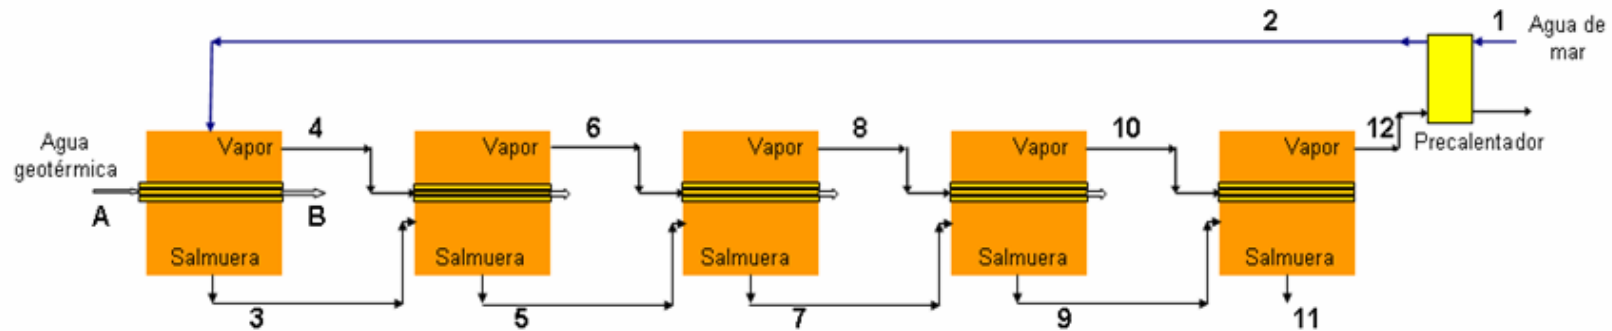 2
1
Agua de
mar
4
6
8
10
12
Agua
geotérmica
Vapor
Vapor
Vapor
Vapor
Vapor
Precalentador
A
B
Salmuera
Salmuera
Salmuera
Salmuera
Salmuera
3
5
7
9
11